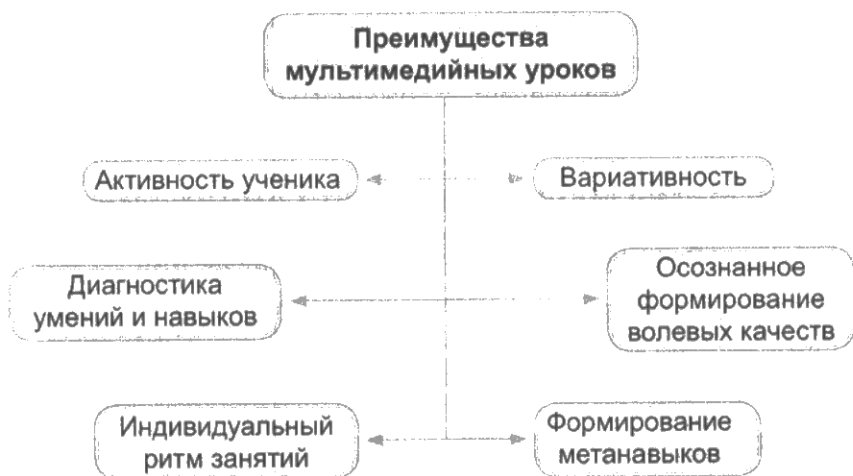 Преимущества
мультимедийных уроков
Активность ученика
Вариативность
Диагностика
умений и навыков
Осознанное
формирование
волевых качеств
Индивидуальный
ритм занятий
Формирование
метанавыков